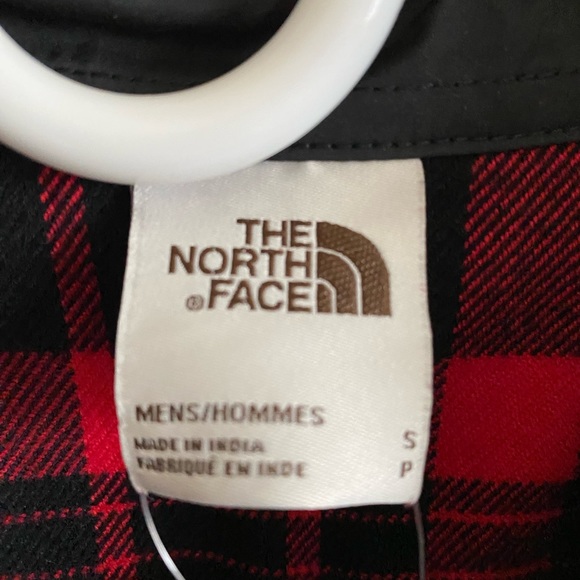 THE
NORTH
®FACE
MENS/HOMMES
MADE IN INDIA S
FABRIQUÉ EN INDE P